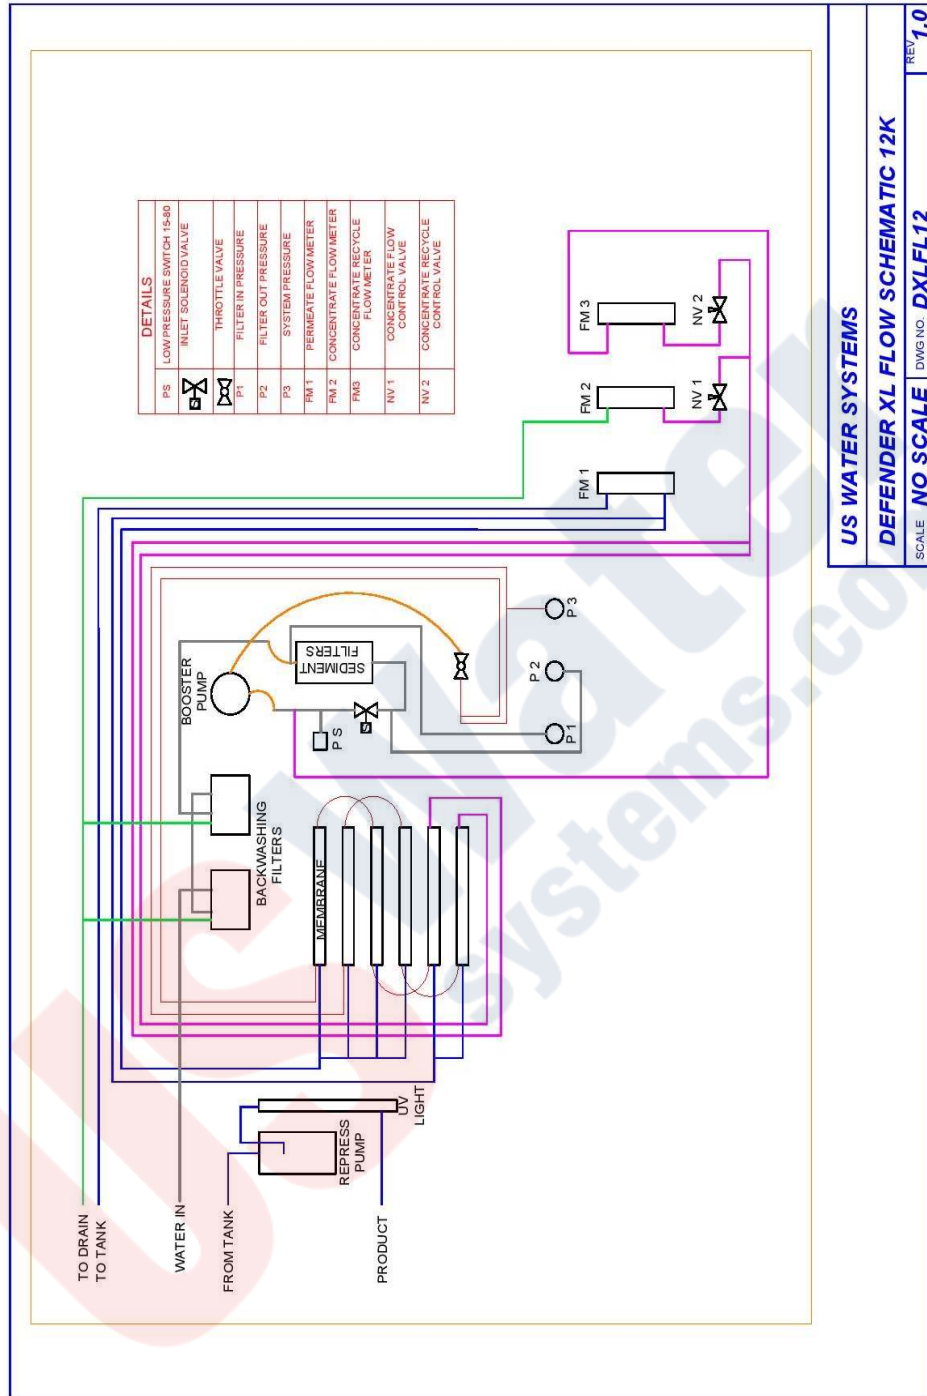 TO DRAIN
TO TANK
WATER IN
FROM TANK
PRODUCT
REPRESS
PUMP
UV
LIGHT
BACKWASHING
FILTERS
MEMBRANE
BOOSTER
PUMP
SEDIMENT
FILTERS
P S
S
P 1
P 2
P 3
FM 1
FM 2
FM 3
NV 1
NV 2
DETAILS
PS LOW PRESSURE SWITCH 15-80
S INLET SOLENOID VALVE
THROTTLE VALVE
P1 FILTER IN PRESSURE
P2 FILTER OUT PRESSURE
P3 SYSTEM PRESSURE
FM 1 PERMEATE FLOW METER
FM 2 CONCENTRATE FLOW METER
FM3 CONCENTRATE RECYCLE
FLOW METER
NV 1 CONCENTRATE FLOW
CONTROL VALVE
NV 2 CONCENTRATE RECYCLE
CONTROL VALVE
US WATER SYSTEMS
DEFENDER XL FLOW SCHEMATIC 12K
SCALE NO SCALE DWG NO. DXLFL12 REV 1.0
USWater
systems.com